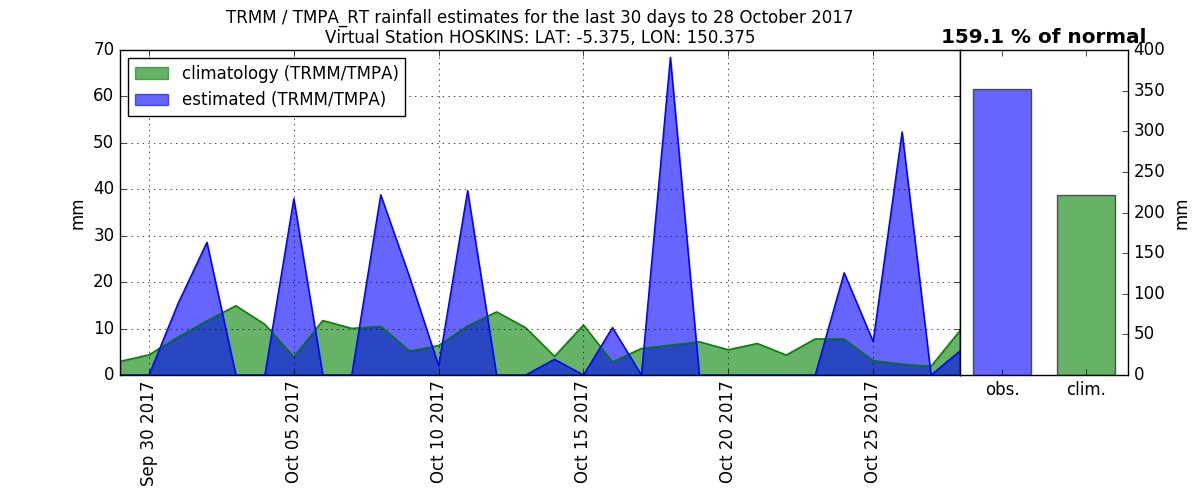 TRMM / TMPA_RT rainfall estimates for the last 30 days to 28 October 2017
Virtual Station HOSKINS: LAT: -5.375, LON: 150.375
159.1 % of normal
climatology (TRMM/TMPA)
estimated (TRMM/TMPA)
mm
70
60
50
40
30
20
10
0
Sep 30 2017
Oct 05 2017
Oct 10 2017
Oct 15 2017
Oct 20 2017
Oct 25 2017
obs.
clim.
400
350
300
250
200
150
100
50
0
mm